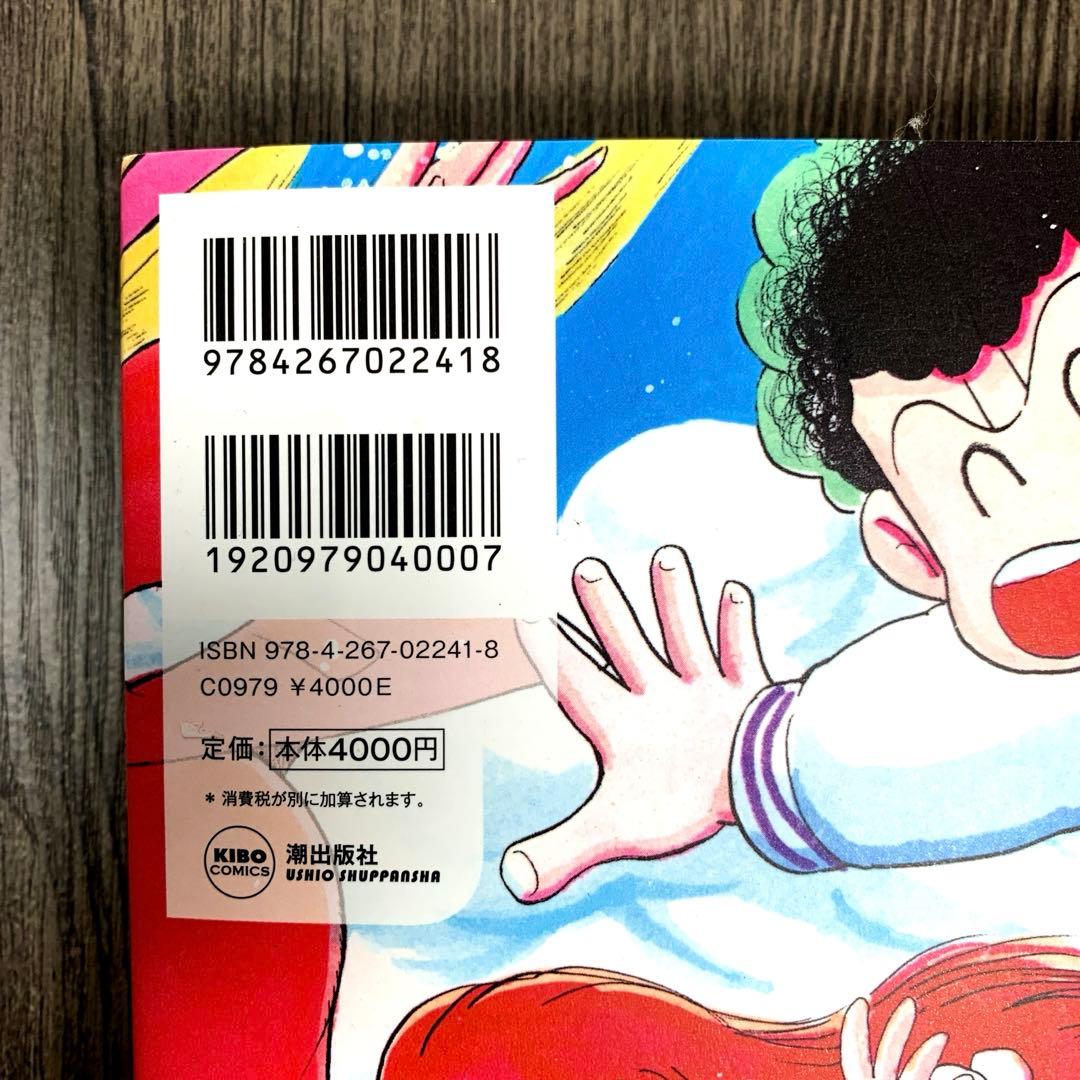 9784267022418
1920979040007
ISBN 978-4-267-02241-8
C0979 ¥4000E
定価：本体4000円
＊消費税が別に加算されます。
KIBO
COMICS
潮出版社
USHIO SHUPPANSHA